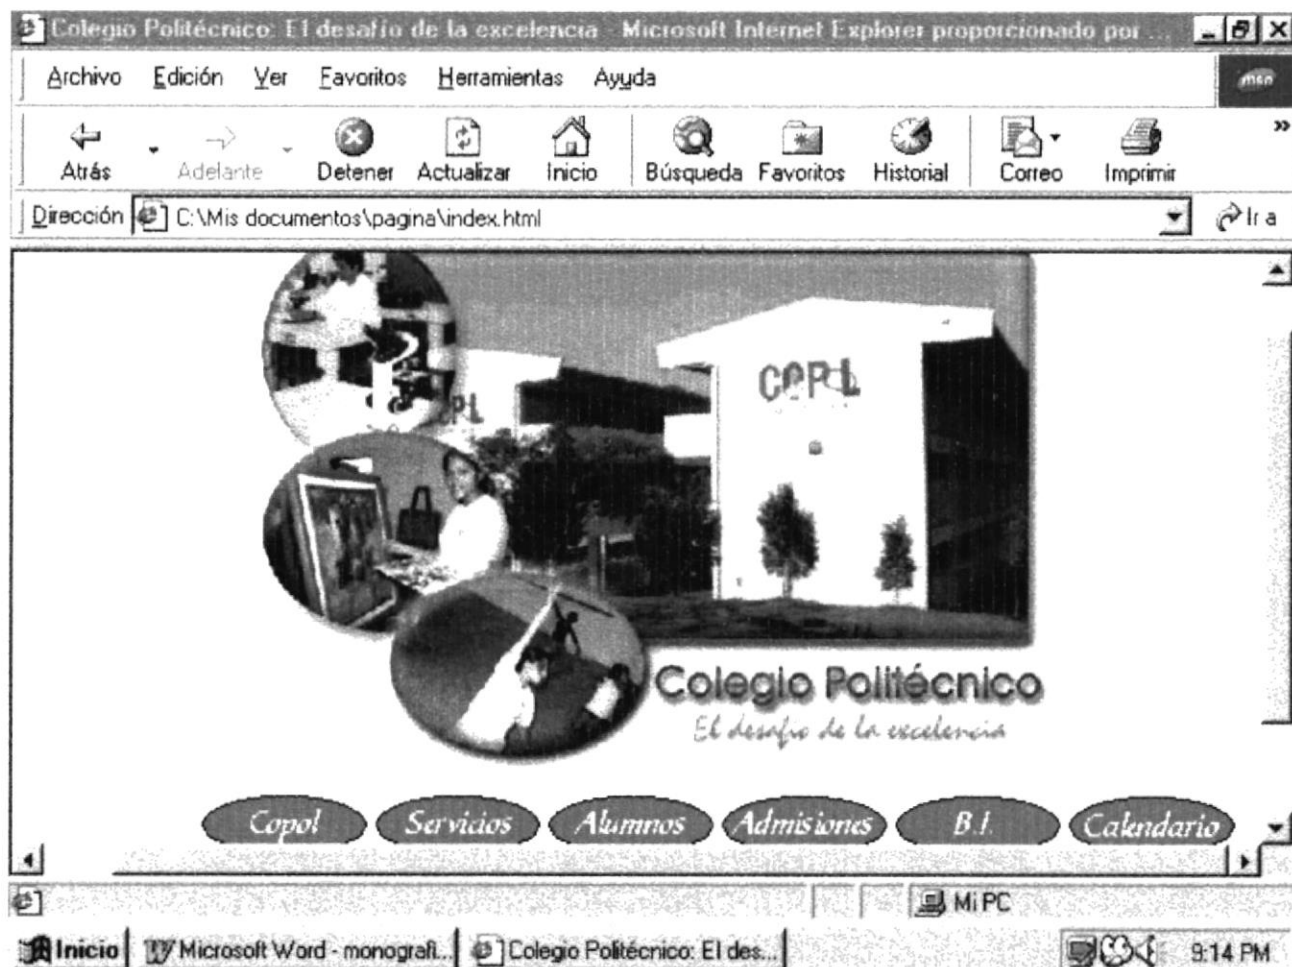 Colegio Politécnico: El desafío de la excelencia - Microsoft Internet Explorer proporcionado por ...
Archivo Edición Ver Favoritos Herramientas Ayuda
msn
Atrás Adelante Detener Actualizar Inicio Búsqueda Favoritos Historial Correo Imprimir »
Dirección C:\Mis documentos\pagina\index.html Ir a
COPOL
Colegio Politécnico
El desafío de la excelencia
Copol Servicios Alumnos Admisiones B.I. Calendario
Mi PC
Inicio Microsoft Word - monografi... Colegio Politécnico: El des... 9:14 PM